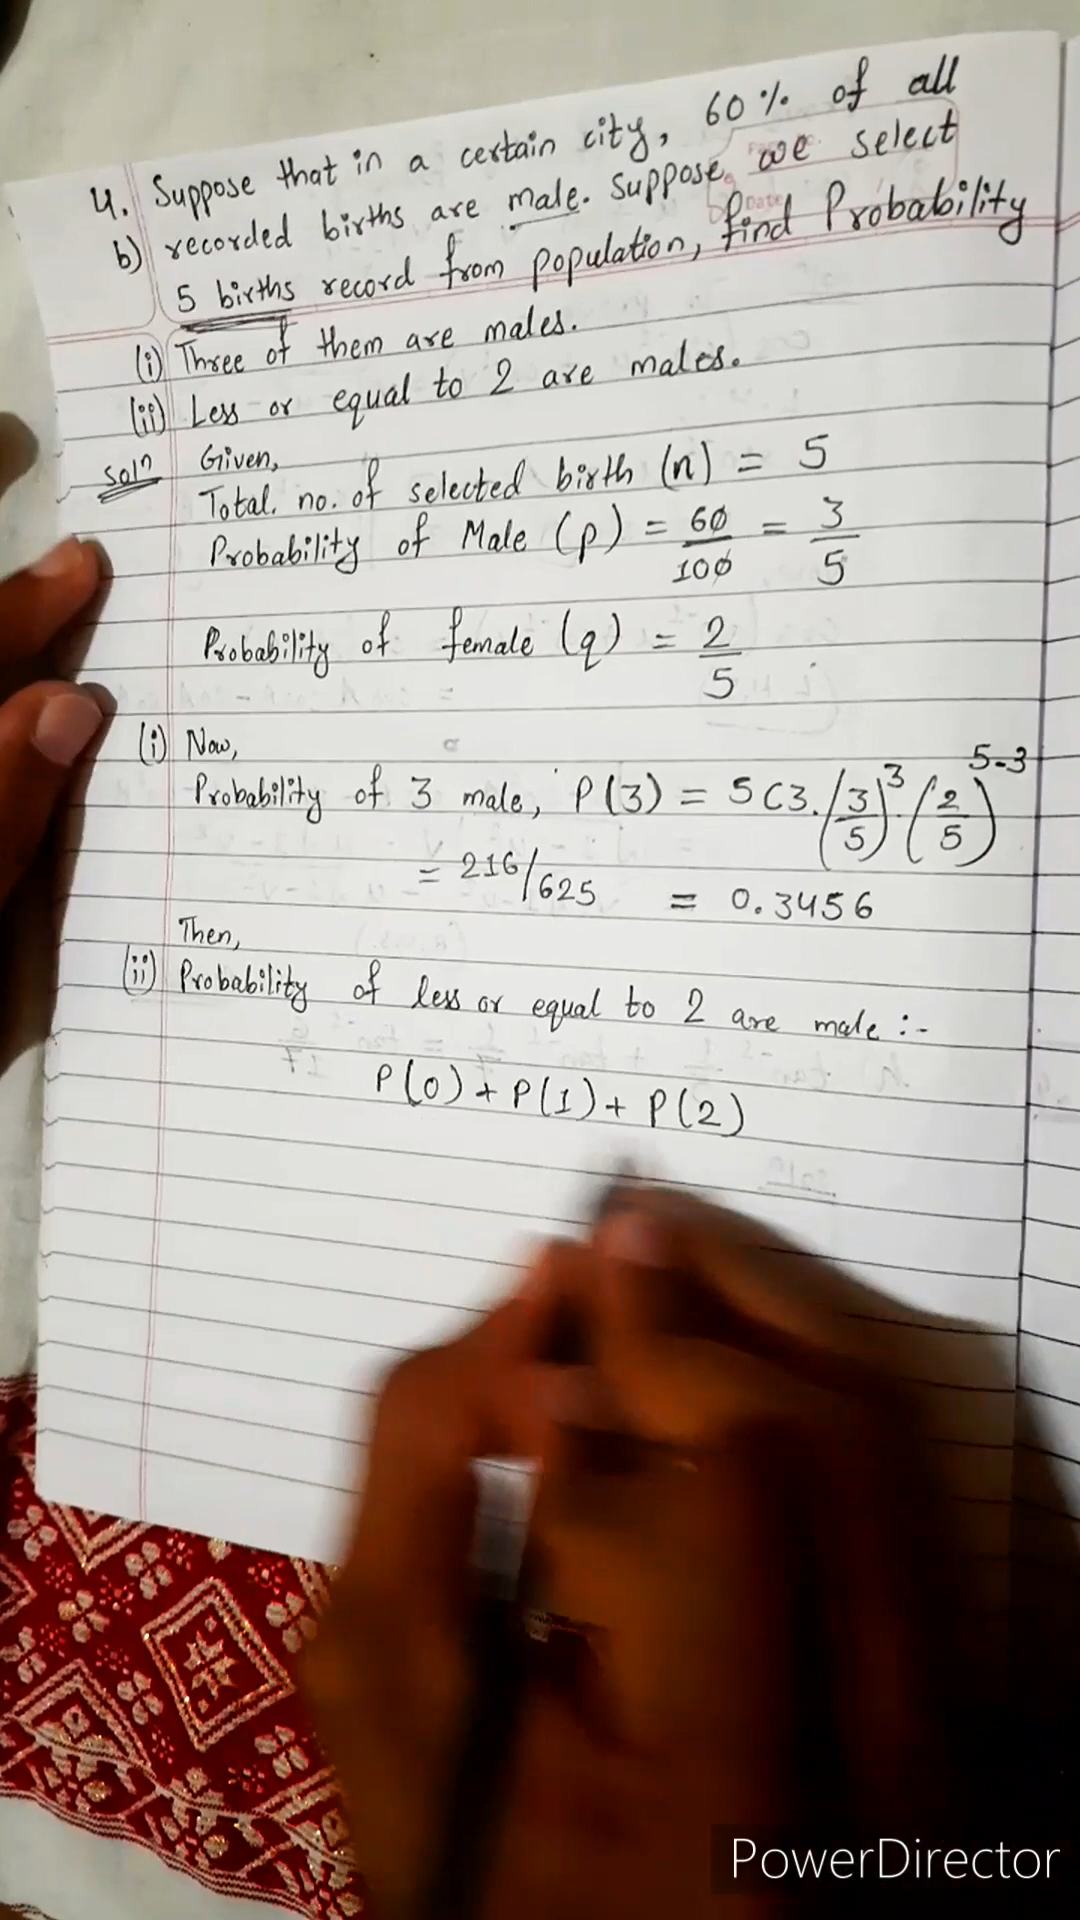 4. Suppose that in a certain city, 60% of all
b) recorded births are male. Suppose we select
5 births record from population, find Probability
(i) Three of them are males.
(ii) Less or equal to 2 are males.
Soln Given,
Total. no. of selected birth (n) = 5
Probability of Male (p) = 60/100 = 3/5
Probability of female (q) = 2/5
(i) Now,
Probability of 3 male, P(3) = 5C3.(3/5)^3.(2/5)^5-3
= 216/625 = 0.3456
Then,
(ii) Probability of less or equal to 2 are male :-
P(0) + P(1) + P(2)
PowerDirector